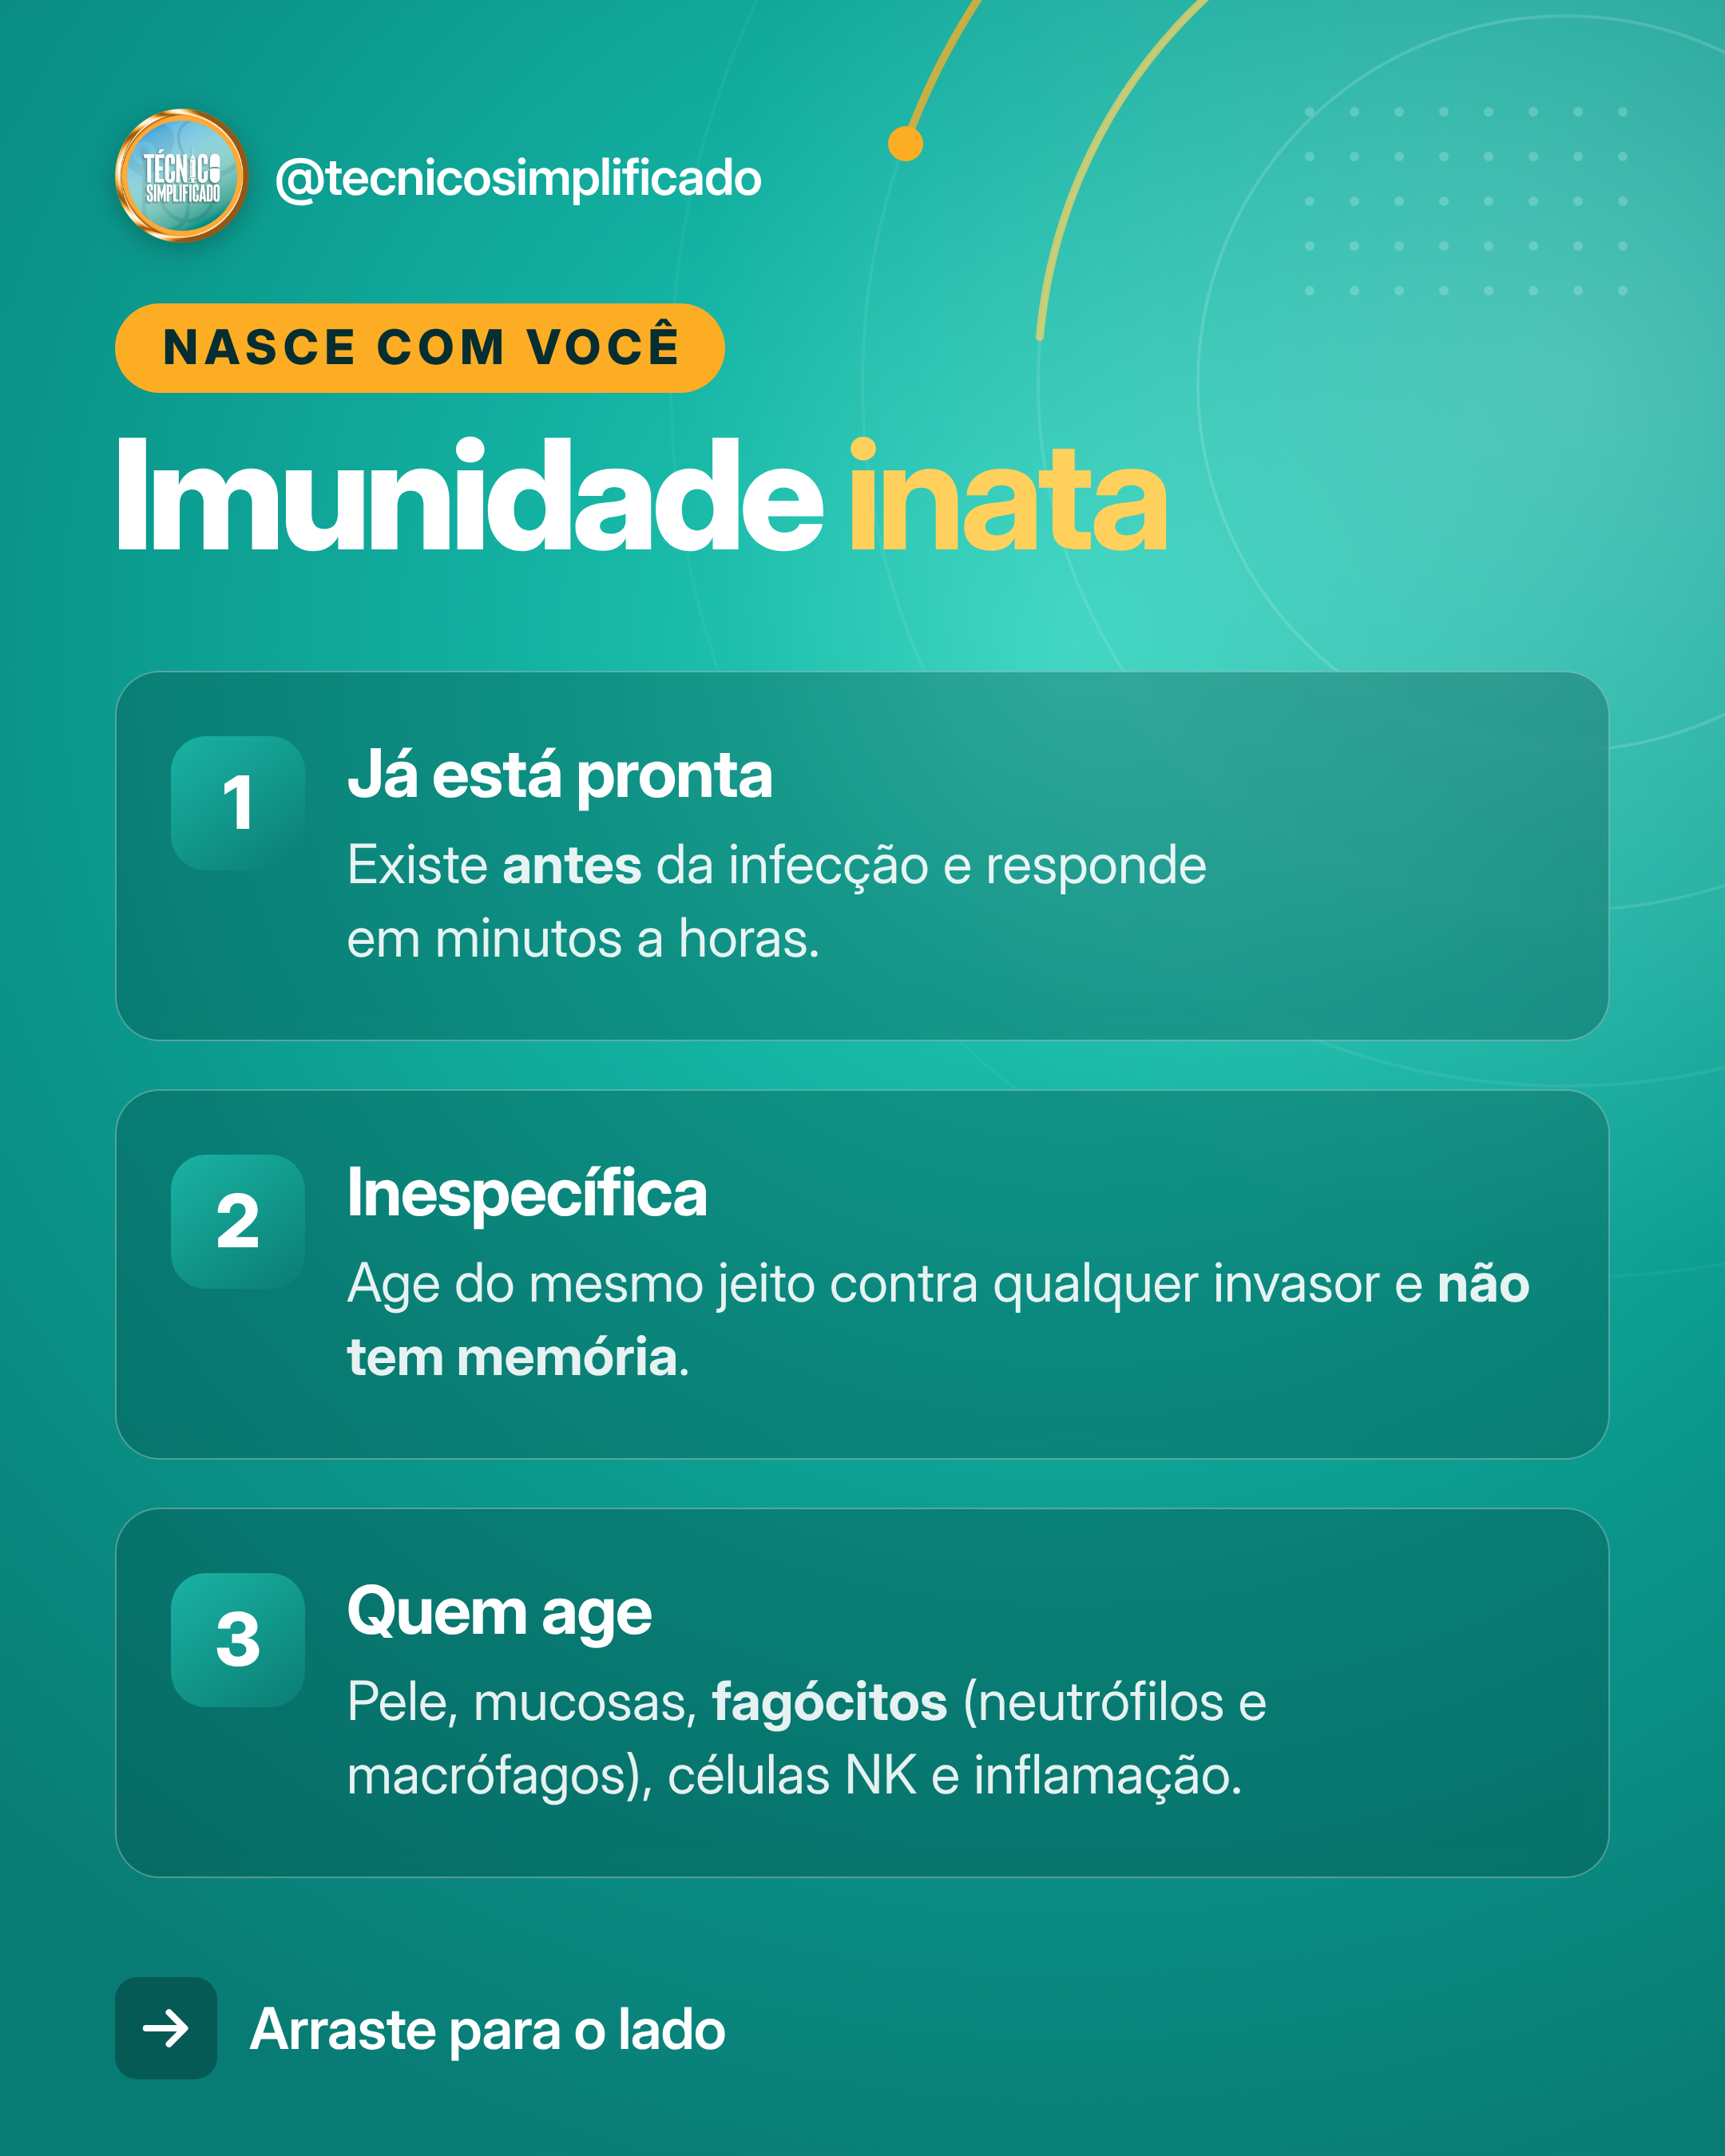 TÉCNICO
SIMPLIFICADO
@tecnicosimplificado
NASCE COM VOCÊ
Imunidade inata
1
Já está pronta
Existe antes da infecção e responde
em minutos a horas.
2
Inespecífica
Age do mesmo jeito contra qualquer invasor e não
tem memória.
3
Quem age
Pele, mucosas, fagócitos (neutrófilos e
macrófagos), células NK e inflamação.
Arraste para o lado